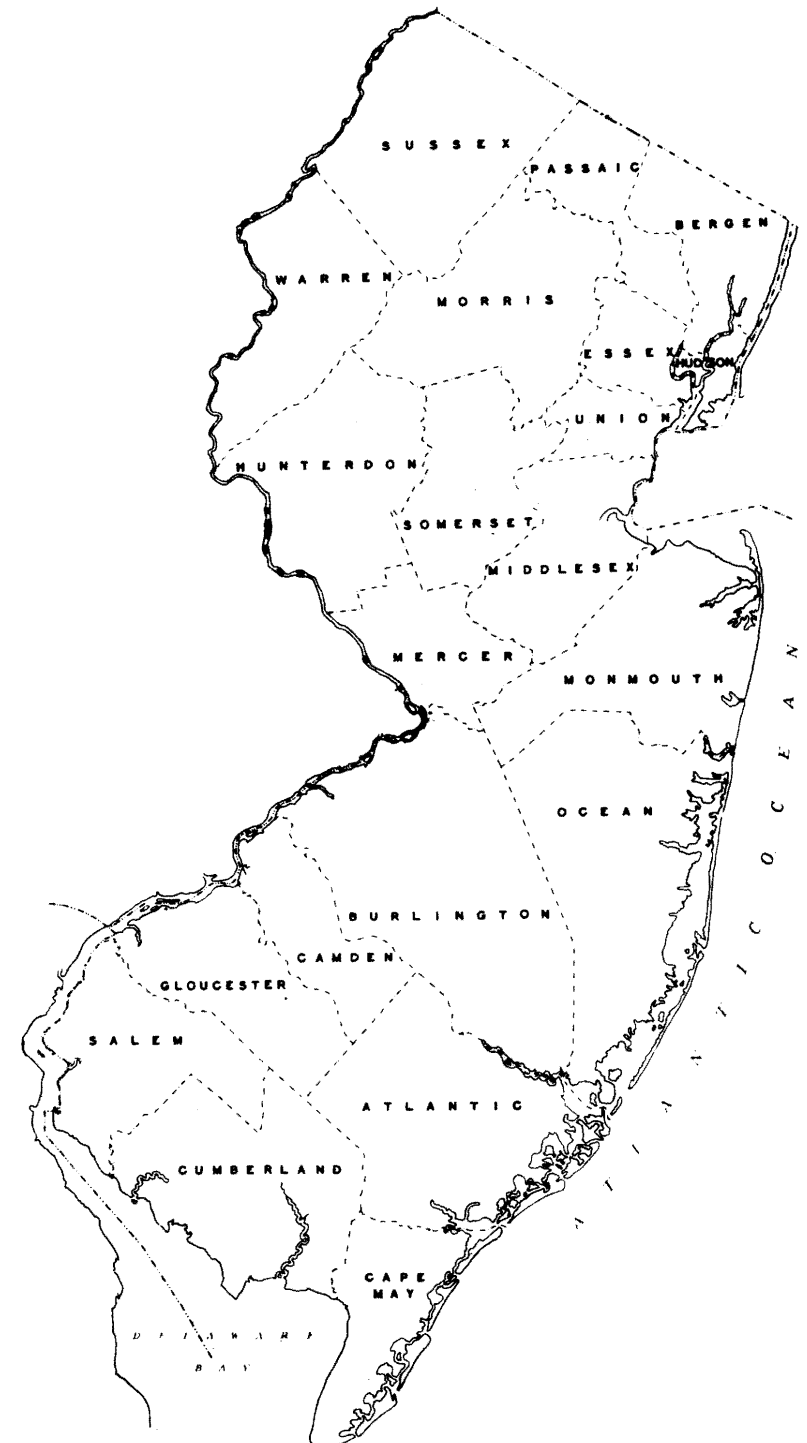 SUSSEX
PASSAIC
BERGEN
WARREN
MORRIS
ESSEX
HUDSON
UNION
HUNTERDON
SOMERSET
MIDDLESEX
MERCER
MONMOUTH
OCEAN
BURLINGTON
CAMDEN
GLOUCESTER
SALEM
ATLANTIC
CUMBERLAND
CAPE
MAY
ATLANTIC OCEAN
DELAWARE
BAY